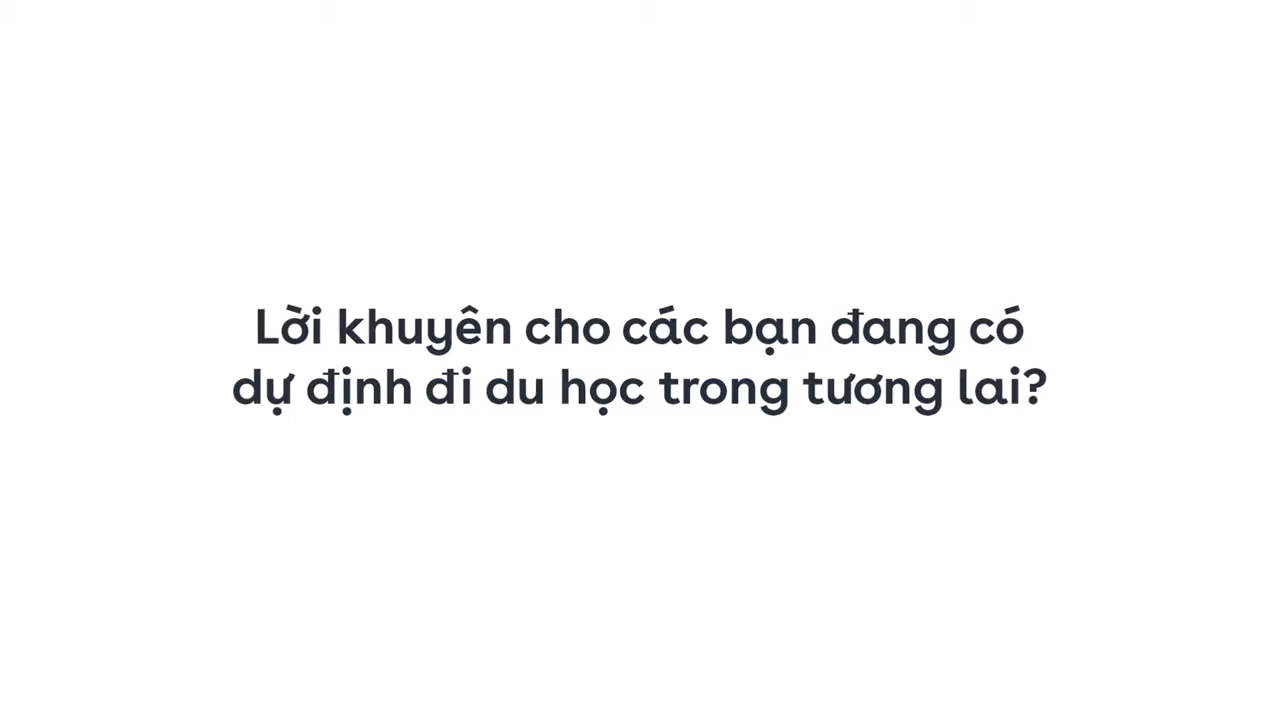 Lời khuyên cho các bạn đang có
dự định đi du học trong tương lai?